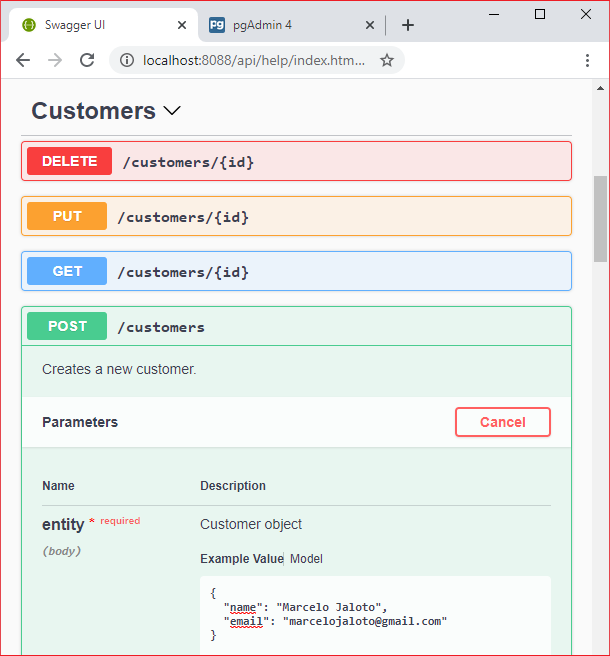 Swagger UI
pgAdmin 4
localhost:8088/api/help/index.htm...
Customers
DELETE /customers/{id}
PUT /customers/{id}
GET /customers/{id}
POST /customers
Creates a new customer.
Parameters Cancel
Name Description
entity * required Customer object
(body)
Example Value Model
{
"name": "Marcelo Jaloto",
"email": "marcelojaloto@gmail.com"
}